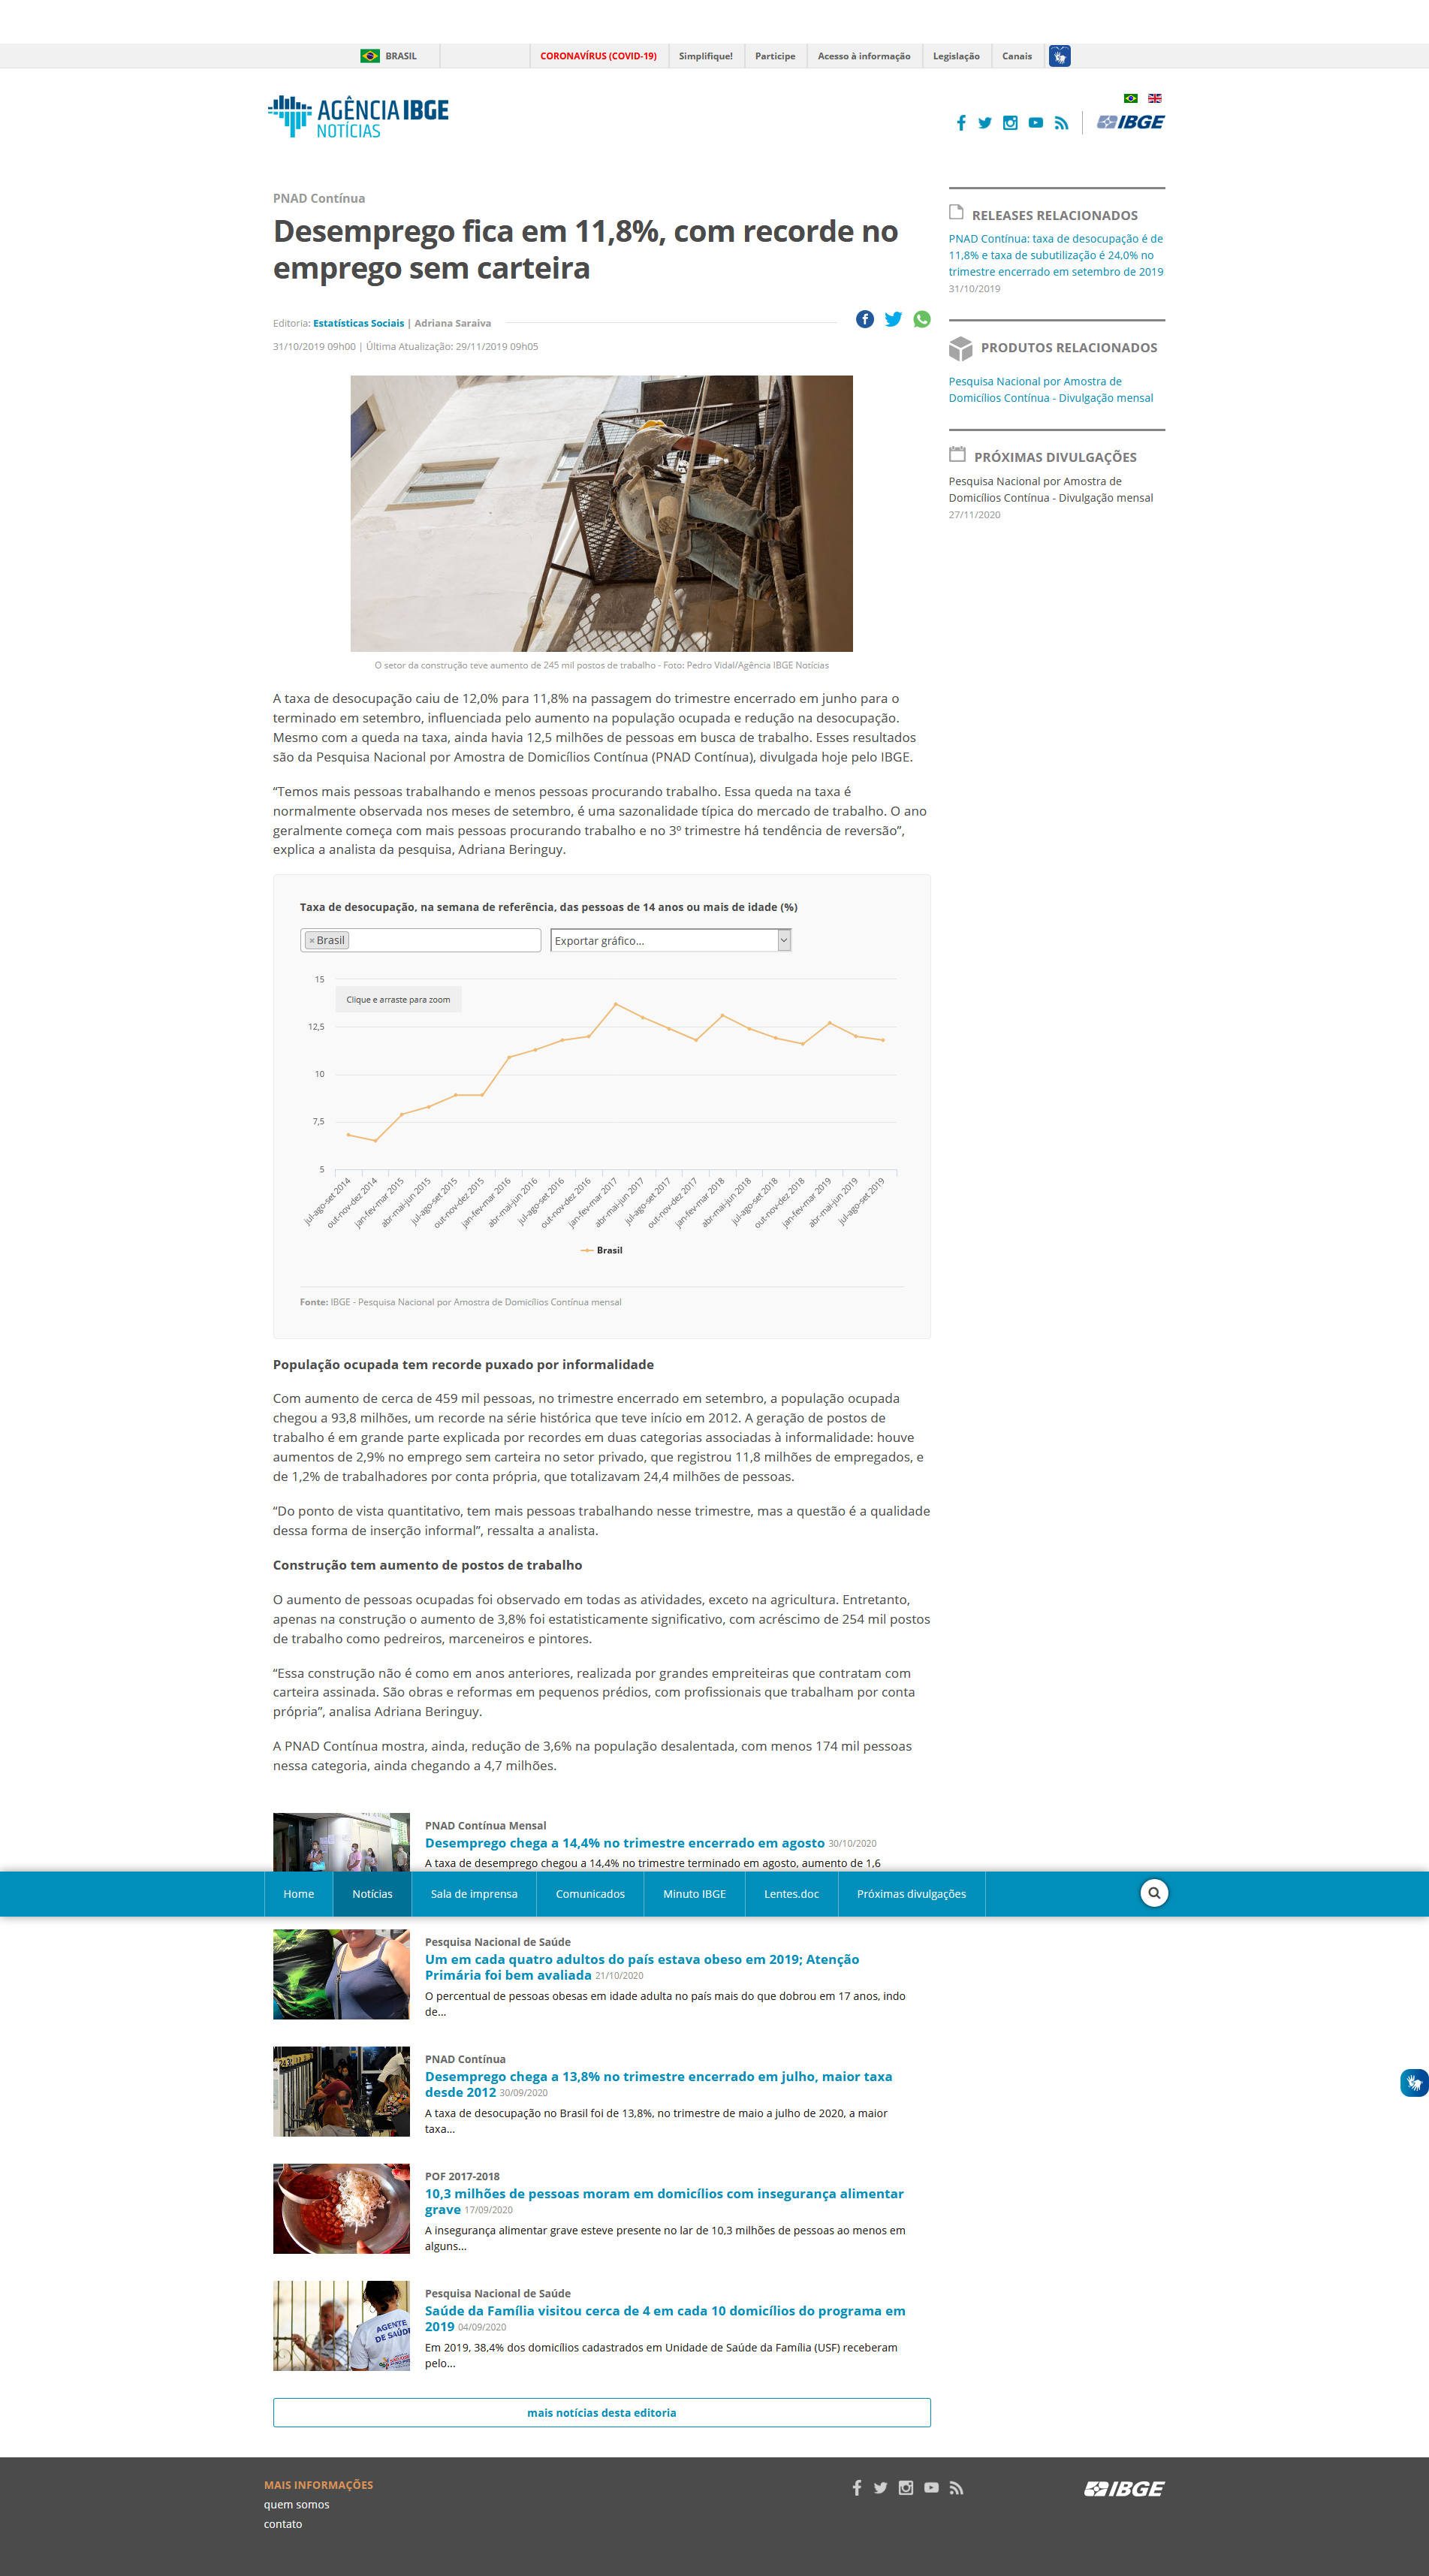 BRASIL
CORONAVÍRUS (COVID-19)
Simplifique!
Participe
Acesso à informação
Legislação
Canais
AGÊNCIA IBGE
NOTÍCIAS
IBGE
PNAD Contínua
Desemprego fica em 11,8%, com recorde no
emprego sem carteira
Editoria: Estatísticas Sociais | Adriana Saraiva
31/10/2019 09h00 | Última Atualização: 29/11/2019 09h05
RELEASES RELACIONADOS
PNAD Contínua: taxa de desocupação é de
11,8% e taxa de subutilização é 24,0% no
trimestre encerrado em setembro de 2019
31/10/2019
PRODUTOS RELACIONADOS
Pesquisa Nacional por Amostra de
Domicílios Contínua - Divulgação mensal
PRÓXIMAS DIVULGAÇÕES
Pesquisa Nacional por Amostra de
Domicílios Contínua - Divulgação mensal
27/11/2020
O setor da construção teve aumento de 245 mil postos de trabalho - Foto: Pedro Vidal/Agência IBGE Notícias
A taxa de desocupação caiu de 12,0% para 11,8% na passagem do trimestre encerrado em junho para o
terminado em setembro, influenciada pelo aumento na população ocupada e redução na desocupação.
Mesmo com a queda na taxa, ainda havia 12,5 milhões de pessoas em busca de trabalho. Esses resultados
são da Pesquisa Nacional por Amostra de Domicílios Contínua (PNAD Contínua), divulgada hoje pelo IBGE.
“Temos mais pessoas trabalhando e menos pessoas procurando trabalho. Essa queda na taxa é
normalmente observada nos meses de setembro, é uma sazonalidade típica do mercado de trabalho. O ano
geralmente começa com mais pessoas procurando trabalho e no 3º trimestre há tendência de reversão”,
explica a analista da pesquisa, Adriana Beringuy.
Taxa de desocupação, na semana de referência, das pessoas de 14 anos ou mais de idade (%)
× Brasil
Exportar gráfico...
15
Clique e arraste para zoom
12,5
10
7,5
5
jul-ago-set 2014
out-nov-dez 2014
jan-fev-mar 2015
abr-mai-jun 2015
jul-ago-set 2015
out-nov-dez 2015
jan-fev-mar 2016
abr-mai-jun 2016
jul-ago-set 2016
out-nov-dez 2016
jan-fev-mar 2017
abr-mai-jun 2017
jul-ago-set 2017
out-nov-dez 2017
jan-fev-mar 2018
abr-mai-jun 2018
jul-ago-set 2018
out-nov-dez 2018
jan-fev-mar 2019
abr-mai-jun 2019
jul-ago-set 2019
Brasil
Fonte: IBGE - Pesquisa Nacional por Amostra de Domicílios Contínua mensal
População ocupada tem recorde puxado por informalidade
Com aumento de cerca de 459 mil pessoas, no trimestre encerrado em setembro, a população ocupada
chegou a 93,8 milhões, um recorde na série histórica que teve início em 2012. A geração de postos de
trabalho é em grande parte explicada por recordes em duas categorias associadas à informalidade: houve
aumentos de 2,9% no emprego sem carteira no setor privado, que registrou 11,8 milhões de empregados, e
de 1,2% de trabalhadores por conta própria, que totalizavam 24,4 milhões de pessoas.
“Do ponto de vista quantitativo, tem mais pessoas trabalhando nesse trimestre, mas a questão é a qualidade
dessa forma de inserção informal”, ressalta a analista.
Construção tem aumento de postos de trabalho
O aumento de pessoas ocupadas foi observado em todas as atividades, exceto na agricultura. Entretanto,
apenas na construção o aumento de 3,8% foi estatisticamente significativo, com acréscimo de 254 mil postos
de trabalho como pedreiros, marceneiros e pintores.
“Essa construção não é como em anos anteriores, realizada por grandes empreiteiras que contratam com
carteira assinada. São obras e reformas em pequenos prédios, com profissionais que trabalham por conta
própria”, analisa Adriana Beringuy.
A PNAD Contínua mostra, ainda, redução de 3,6% na população desalentada, com menos 174 mil pessoas
nessa categoria, ainda chegando a 4,7 milhões.
PNAD Contínua Mensal
Desemprego chega a 14,4% no trimestre encerrado em agosto 30/10/2020
A taxa de desemprego chegou a 14,4% no trimestre terminado em agosto, aumento de 1,6
Home
Notícias
Sala de imprensa
Comunicados
Minuto IBGE
Lentes.doc
Próximas divulgações
Pesquisa Nacional de Saúde
Um em cada quatro adultos do país estava obeso em 2019; Atenção
Primária foi bem avaliada 21/10/2020
O percentual de pessoas obesas em idade adulta no país mais do que dobrou em 17 anos, indo
de...
PNAD Contínua
Desemprego chega a 13,8% no trimestre encerrado em julho, maior taxa
desde 2012 30/09/2020
A taxa de desocupação no Brasil foi de 13,8%, no trimestre de maio a julho de 2020, a maior
taxa...
POF 2017-2018
10,3 milhões de pessoas moram em domicílios com insegurança alimentar
grave 17/09/2020
A insegurança alimentar grave esteve presente no lar de 10,3 milhões de pessoas ao menos em
alguns...
AGENTE
DE SAÚDE
Pesquisa Nacional de Saúde
Saúde da Família visitou cerca de 4 em cada 10 domicílios do programa em
2019 04/09/2020
Em 2019, 38,4% dos domicílios cadastrados em Unidade de Saúde da Família (USF) receberam
pelo...
mais notícias desta editoria
MAIS INFORMAÇÕES
quem somos
contato
IBGE